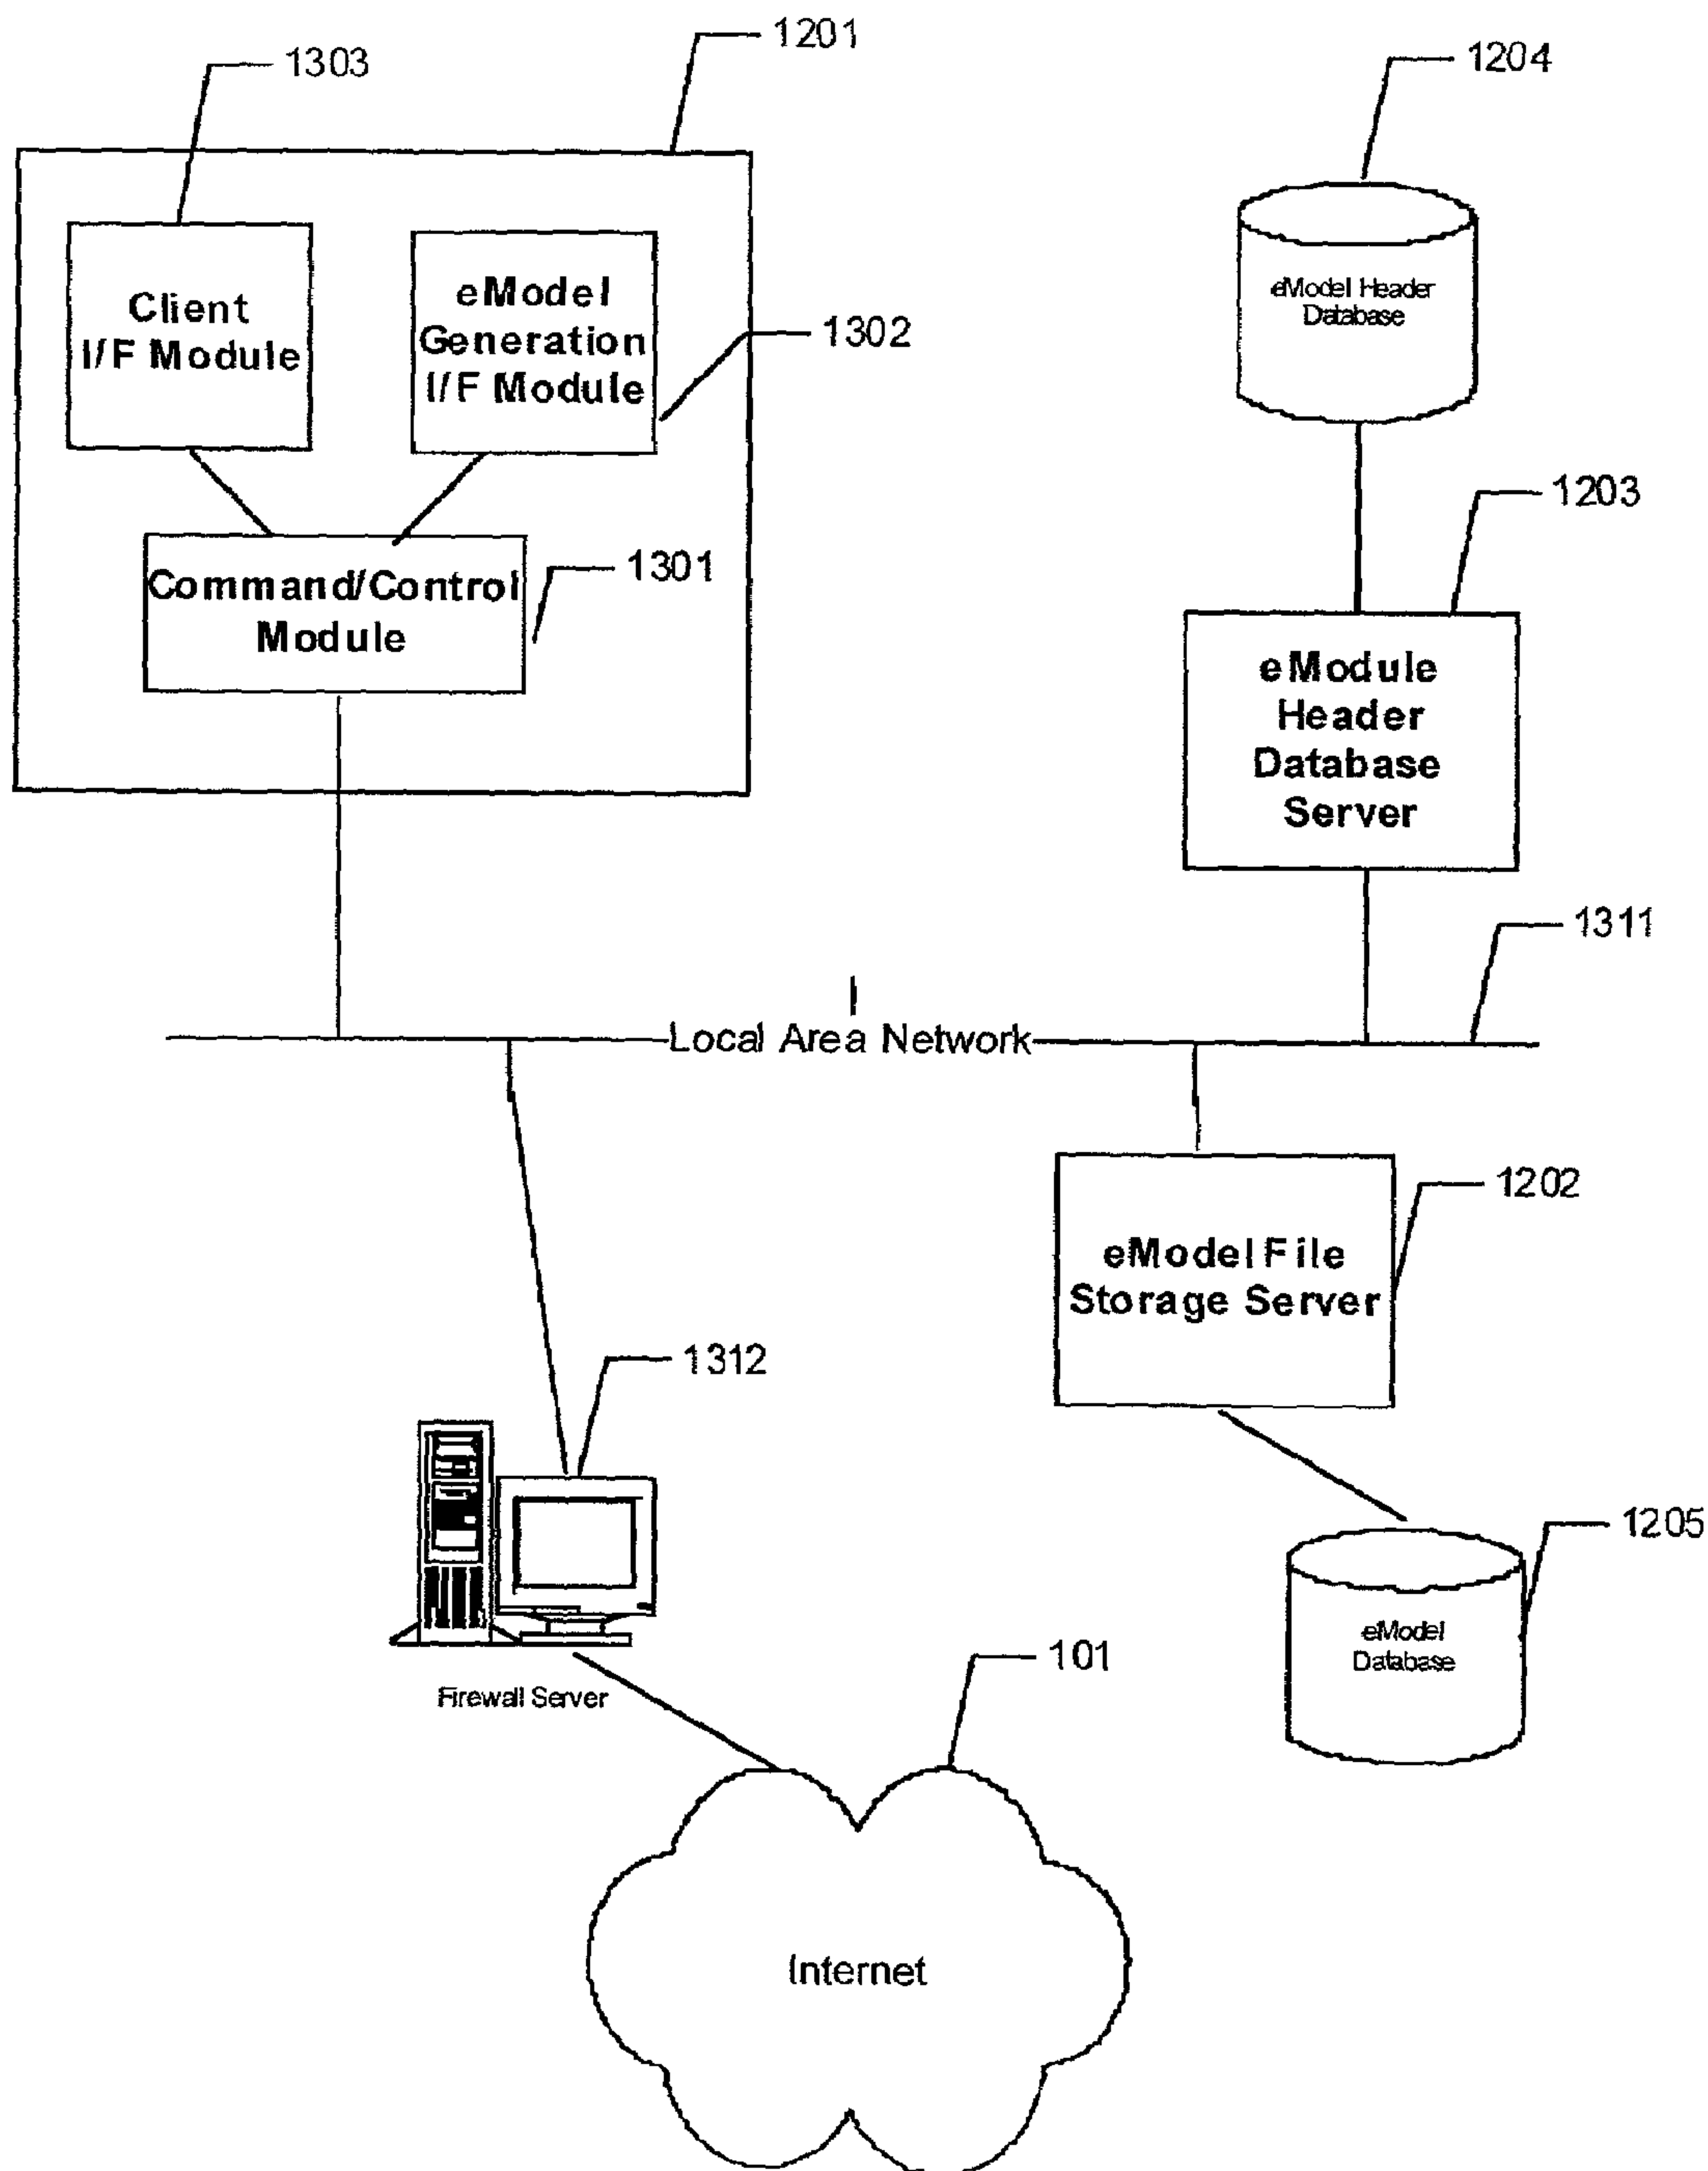 1303
1201
1204
Client
I/F Module
eModel
Generation
I/F Module
1302
eModel Header
Database
1203
Command/Control
Module
1301
eModule
Header
Database
Server
1311
Local Area Network
1202
eModel File
Storage Server
1312
1205
eModel
Database
Firewall Server
101
Internet